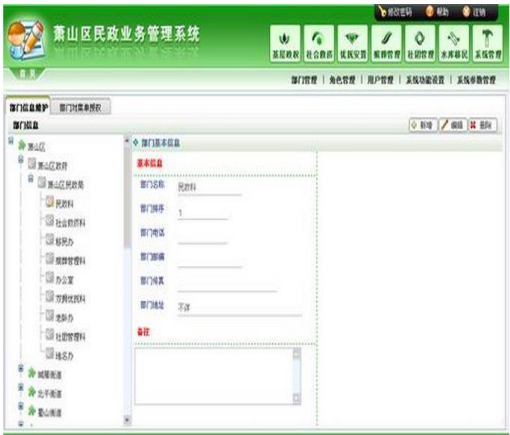 修改密码 帮助 注销
萧山区民政业务管理系统
基层政权 社会救济 优抚安置 殡葬管理 社团管理 水库移民 系统管理
首页
部门管理 | 角色管理 | 用户管理 | 系统功能设置 | 系统参数管理
部门信息维护 部门对菜单授权
部门信息
新增 编辑 删除
萧山区
萧山区政府
萧山区民政局
民政科
社会救济科
移民办
殡葬管理科
办公室
双拥优抚科
老龄办
社团管理科
地名办
城厢街道
北干街道
蜀山街道
部门基本信息
基本信息
部门名称 民政科
部门排序 1
部门电话
部门邮编
部门传真
部门地址 不详
备注